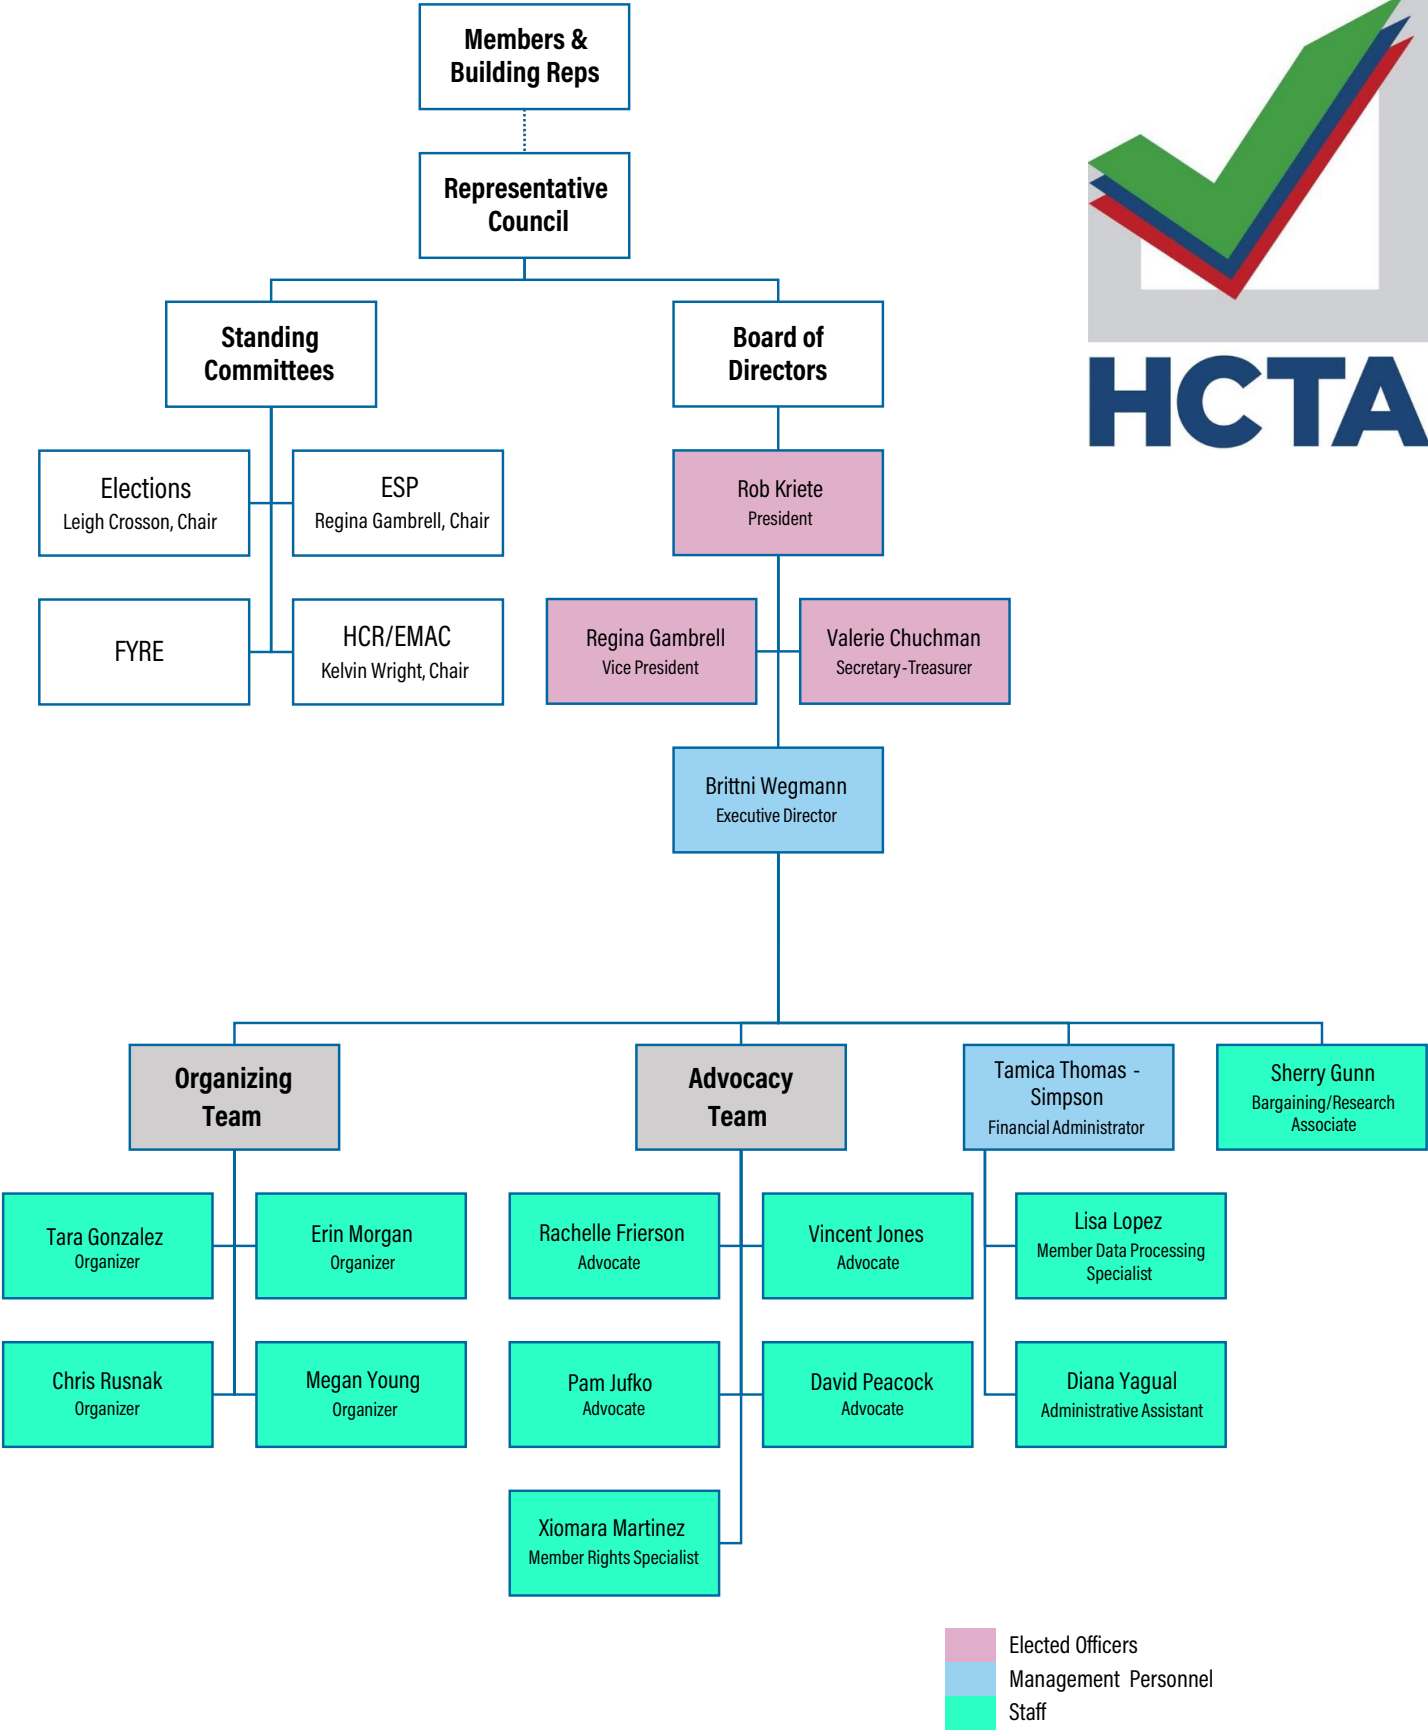 Members &
Building Reps
Representative
Council
HCTA
Standing
Committees
Board of
Directors
Elections
Leigh Crosson, Chair
ESP
Regina Gambrell, Chair
Rob Kriete
President
FYRE
HCR/EMAC
Kelvin Wright, Chair
Regina Gambrell
Vice President
Valerie Chuchman
Secretary-Treasurer
Brittni Wegmann
Executive Director
Organizing
Team
Advocacy
Team
Tamica Thomas -
Simpson
Financial Administrator
Sherry Gunn
Bargaining/Research
Associate
Tara Gonzalez
Organizer
Erin Morgan
Organizer
Rachelle Frierson
Advocate
Vincent Jones
Advocate
Lisa Lopez
Member Data Processing
Specialist
Chris Rusnak
Organizer
Megan Young
Organizer
Pam Jufko
Advocate
David Peacock
Advocate
Diana Yagual
Administrative Assistant
Xiomara Martinez
Member Rights Specialist
Elected Officers
Management Personnel
Staff